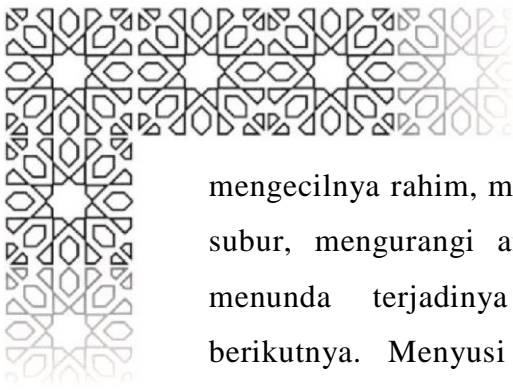 mengecilnya rahim, m
subur, mengurangi a
menunda terjadinya
berikutnya. Menyusi